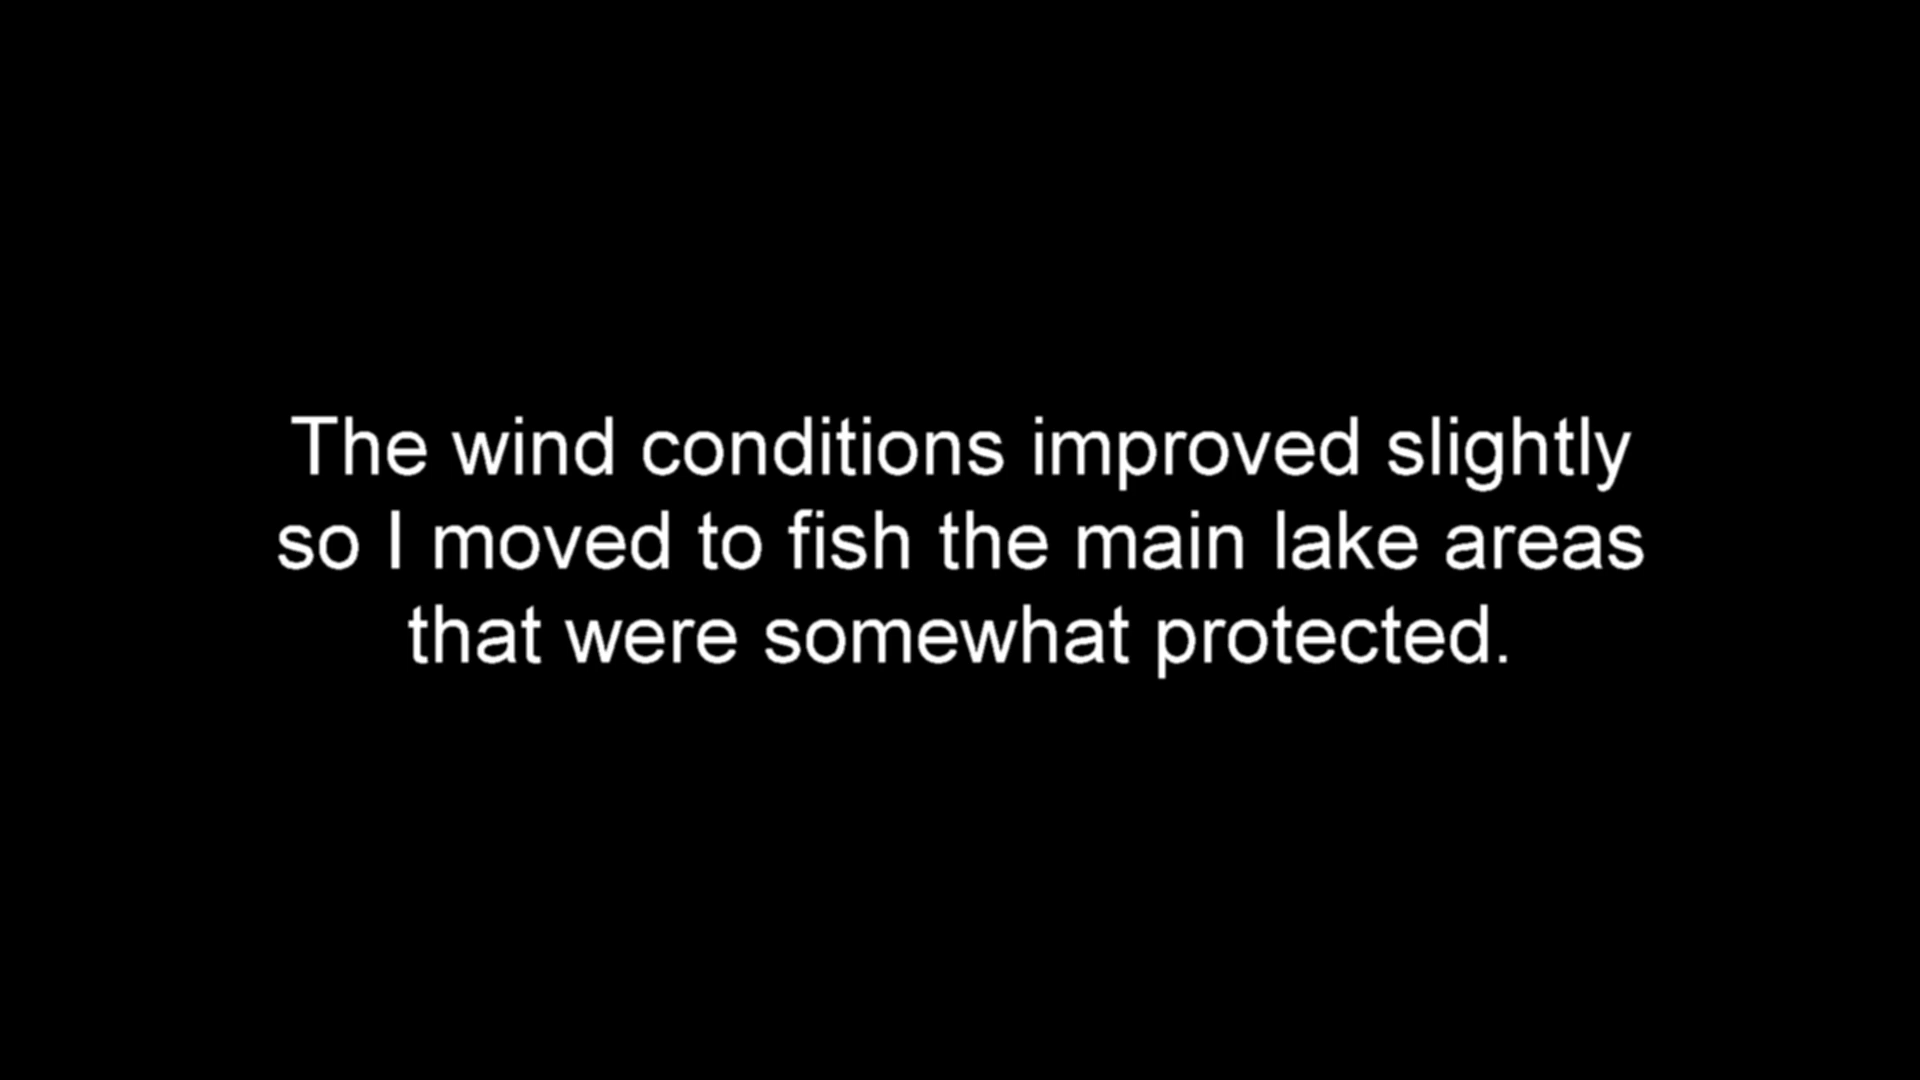 The wind conditions improved slightly
so I moved to fish the main lake areas
that were somewhat protected.